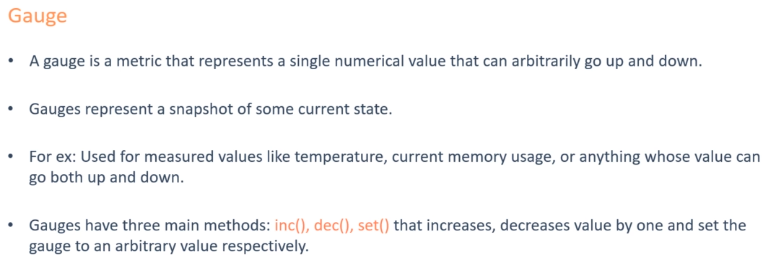 Gauge
• A gauge is a metric that represents a single numerical value that can arbitrarily go up and down.
• Gauges represent a snapshot of some current state.
• For ex: Used for measured values like temperature, current memory usage, or anything whose value can
go both up and down.
• Gauges have three main methods: inc(), dec(), set() that increases, decreases value by one and set the
gauge to an arbitrary value respectively.